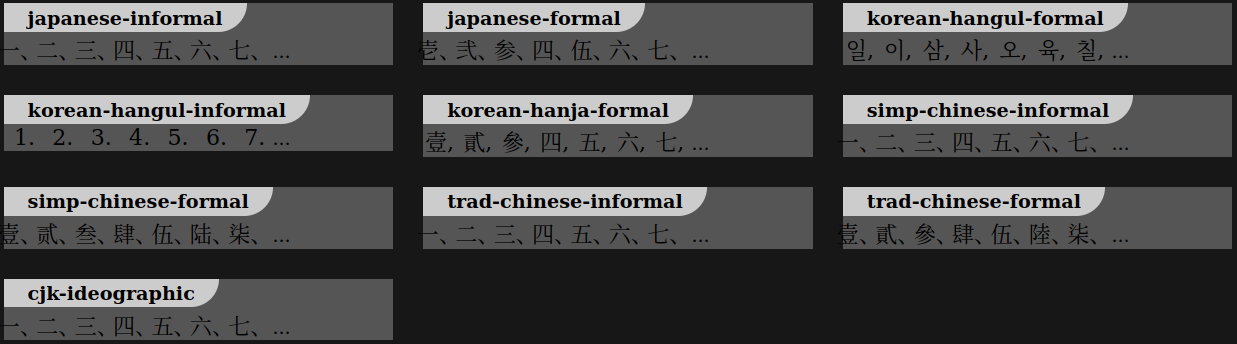 japanese-informal
一、二、三、四、五、六、七、...
japanese-formal
壱、弐、参、四、伍、六、七、...
korean-hangul-formal
일, 이, 삼, 사, 오, 육, 칠, ...
korean-hangul-informal
1. 2. 3. 4. 5. 6. 7. ...
korean-hanja-formal
壹, 貳, 參, 四, 五, 六, 七, ...
simp-chinese-informal
一、二、三、四、五、六、七、...
simp-chinese-formal
壹、贰、叁、肆、伍、陆、柒、...
trad-chinese-informal
一、二、三、四、五、六、七、...
trad-chinese-formal
壹、貳、參、肆、伍、陸、柒、...
cjk-ideographic
一、二、三、四、五、六、七、...